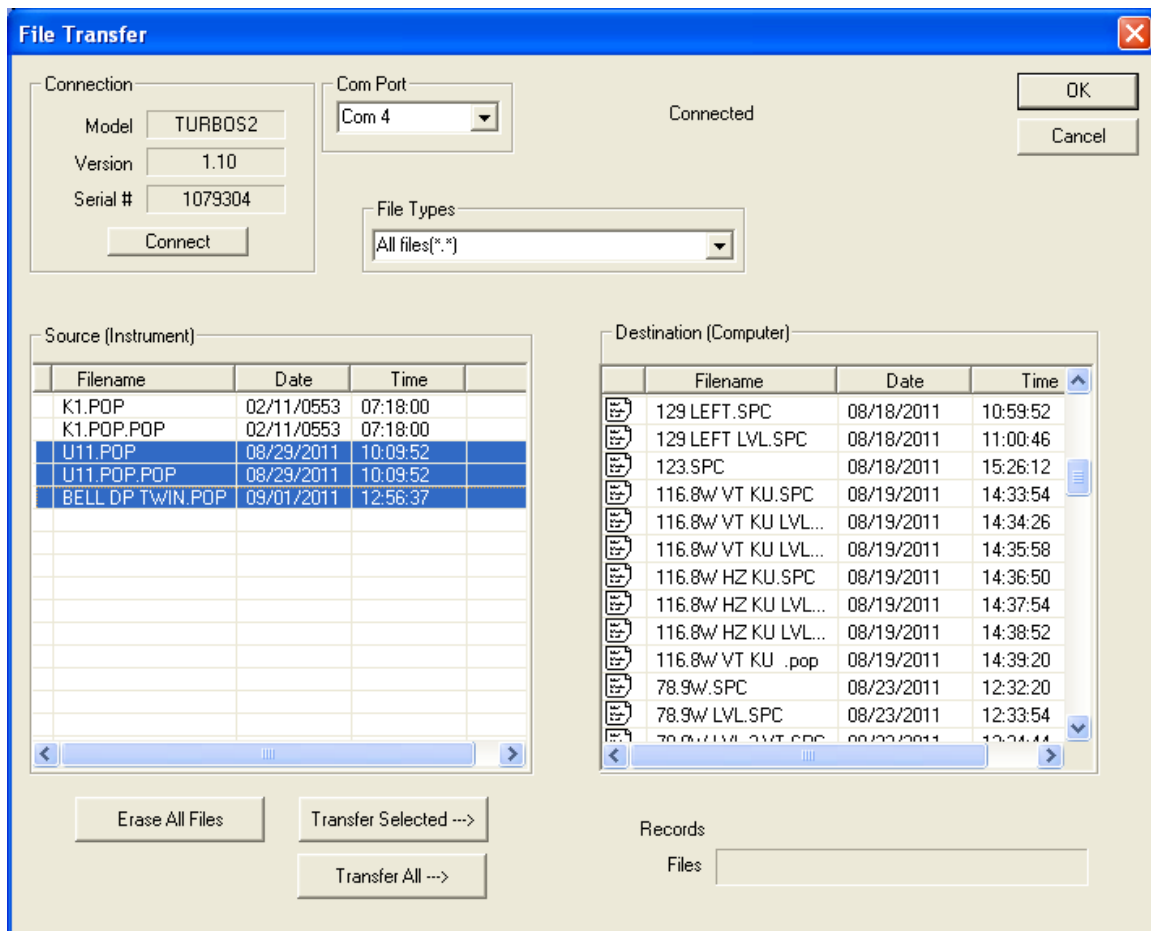 File Transfer
Connection
Com Port
OK
Model TURBOS2
Com 4
Connected
Cancel
Version 1.10
Serial # 1079304
File Types
Connect
All files(*.*)
Source (Instrument)
Filename Date Time
K1.POP 02/11/0553 07:18:00
K1.POP.POP 02/11/0553 07:18:00
U11.POP 08/29/2011 10:09:52
U11.POP.POP 08/29/2011 10:09:52
BELL DP TWIN.POP 09/01/2011 12:56:37
Destination (Computer)
Filename Date Time
129 LEFT.SPC 08/18/2011 10:59:52
129 LEFT LVL.SPC 08/18/2011 11:00:46
123.SPC 08/18/2011 15:26:12
116.8W VT KU.SPC 08/19/2011 14:33:54
116.8W VT KU LVL... 08/19/2011 14:34:26
116.8W VT KU LVL... 08/19/2011 14:35:58
116.8W HZ KU.SPC 08/19/2011 14:36:50
116.8W HZ KU LVL... 08/19/2011 14:37:54
116.8W HZ KU LVL... 08/19/2011 14:38:52
116.8W VT KU .pop 08/19/2011 14:39:20
78.9W.SPC 08/23/2011 12:32:20
78.9W LVL.SPC 08/23/2011 12:33:54
Erase All Files
Transfer Selected --->
Transfer All --->
Records
Files